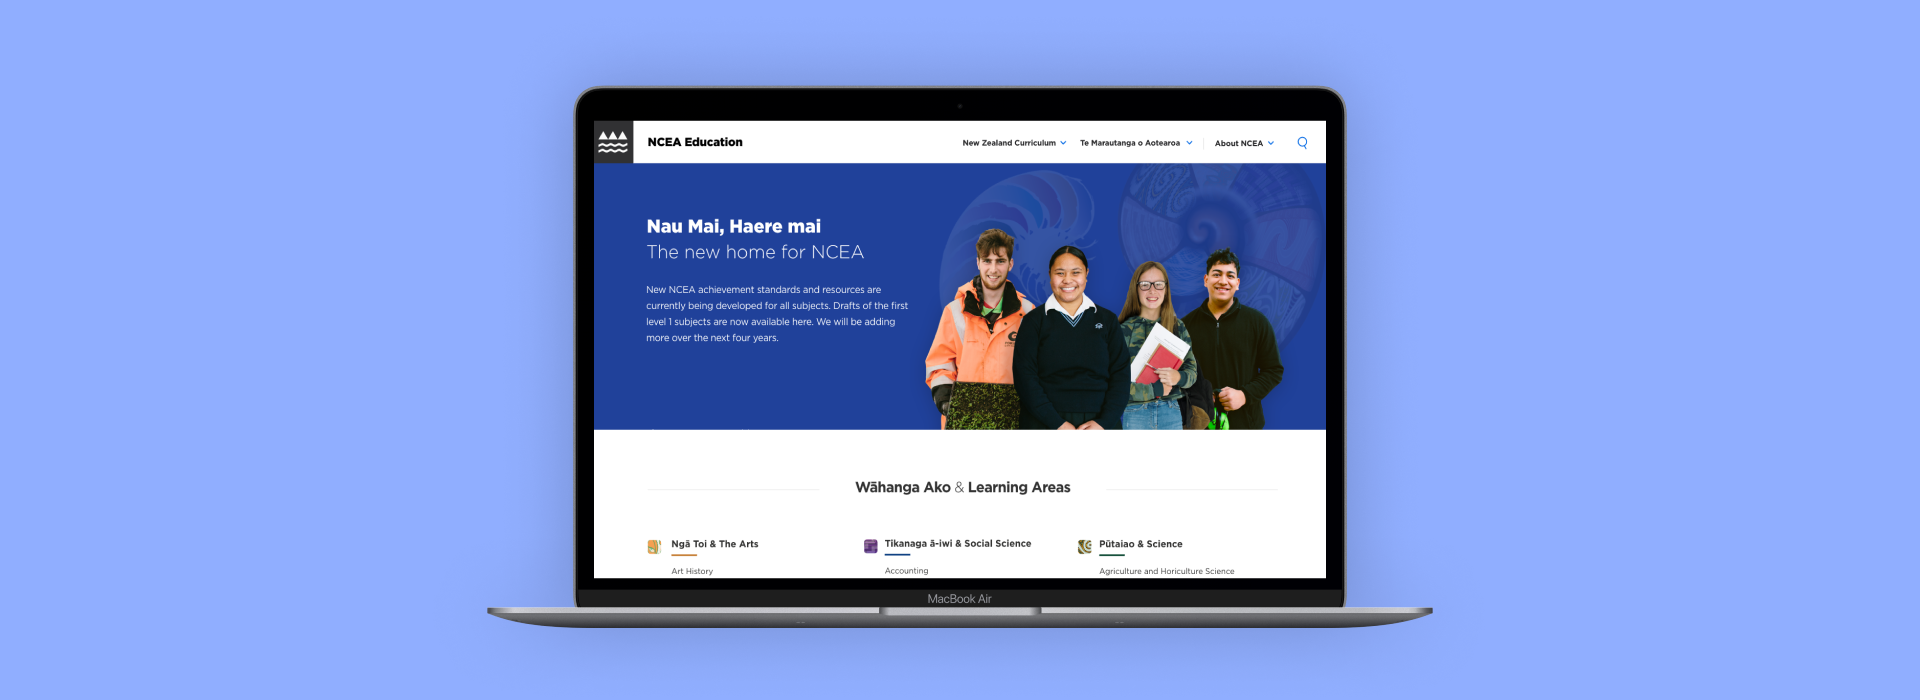 NCEA Education
New Zealand Curriculum
Te Marautanga o Aotearoa
About NCEA
Nau Mai, Haere mai
The new home for NCEA
New NCEA achievement standards and resources are
currently being developed for all subjects. Drafts of the first
level 1 subjects are now available here. We will be adding
more over the next four years.
Wāhanga Ako & Learning Areas
Ngā Toi & The Arts
Tikanaga ā-iwi & Social Science
Pūtaiao & Science
Art History
Accounting
Agriculture and Horiculture Science
MacBook Air